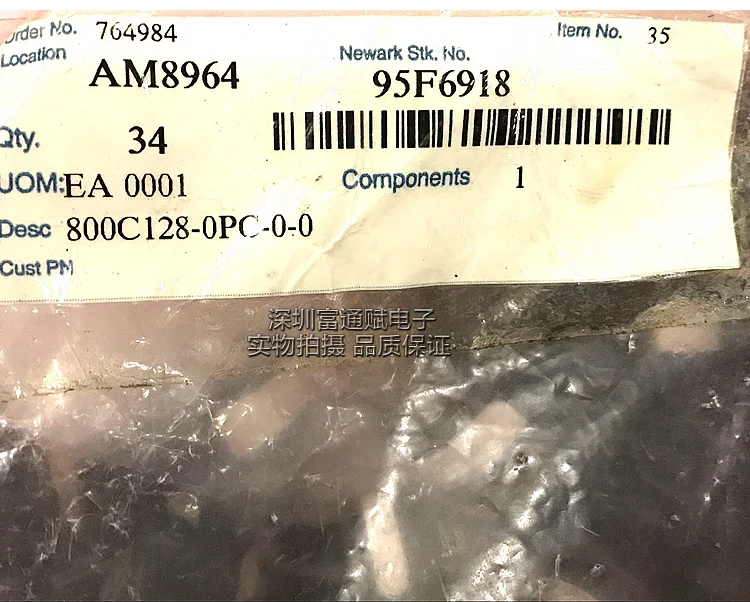 Order No. 764984 Item No. 35
Location AM8964 Newark Stk. No. 95F6918
Qty. 34
UOM: EA 0001 Components 1
Desc 800C128-0PC-0-0
Cust PN
深圳富通赋电子
实物拍摄 品质保证